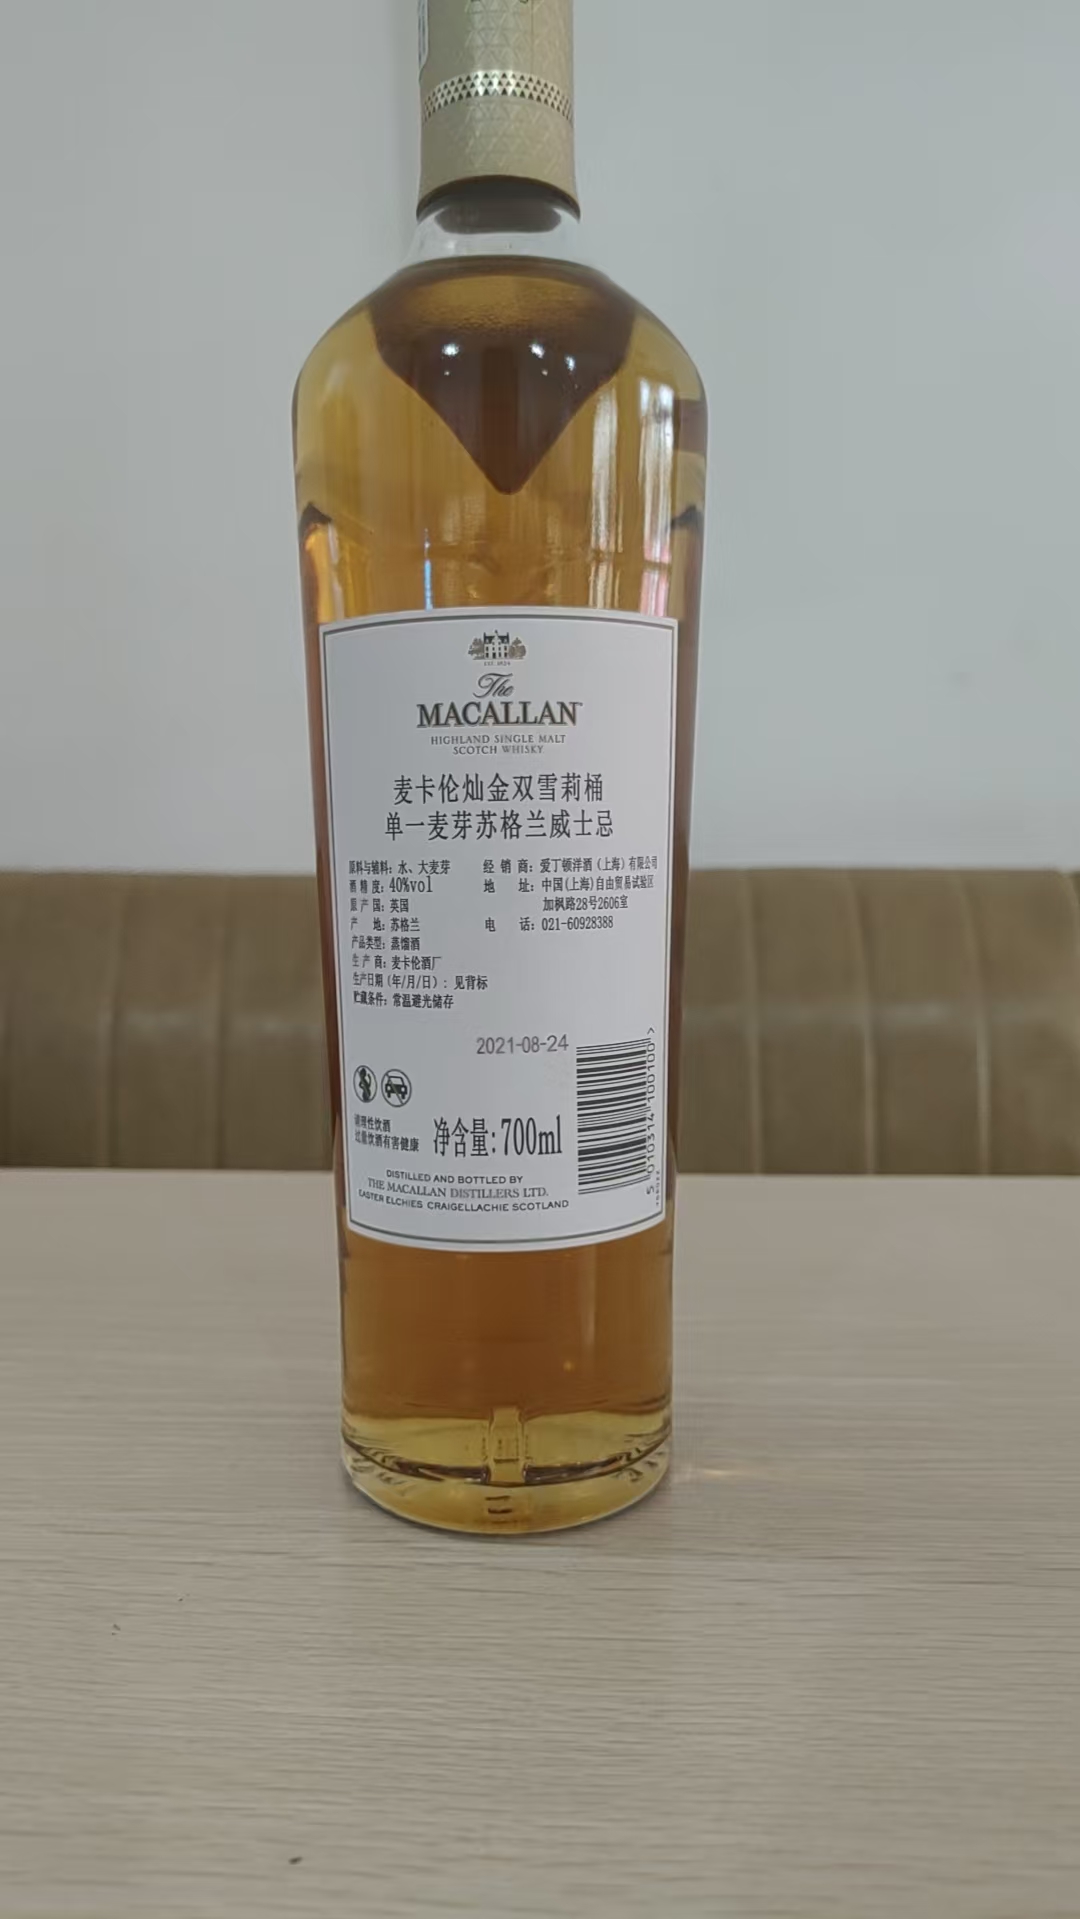 EST. 1824
The
MACALLAN
HIGHLAND SINGLE MALT
SCOTCH WHISKY
麦卡伦灿金双雪莉桶
单一麦芽苏格兰威士忌
原料与辅料: 水、大麦芽
酒精度: 40%vol
原产国: 英国
产 地: 苏格兰
产品类型: 蒸馏酒
生产商: 麦卡伦酒厂
生产日期 (年/月/日) : 见背标
贮藏条件: 常温避光储存
经销商: 爱丁顿洋酒 (上海) 有限公司
地 址: 中国(上海)自由贸易试验区
加枫路28号2606室
电 话: 021-60928388
2021-08-24
请理性饮酒
过量饮酒有害健康
净含量: 700ml
5 010314 100100 >
DISTILLED AND BOTTLED BY
THE MACALLAN DISTILLERS LTD.
EASTER ELCHIES CRAIGELLACHIE SCOTLAND